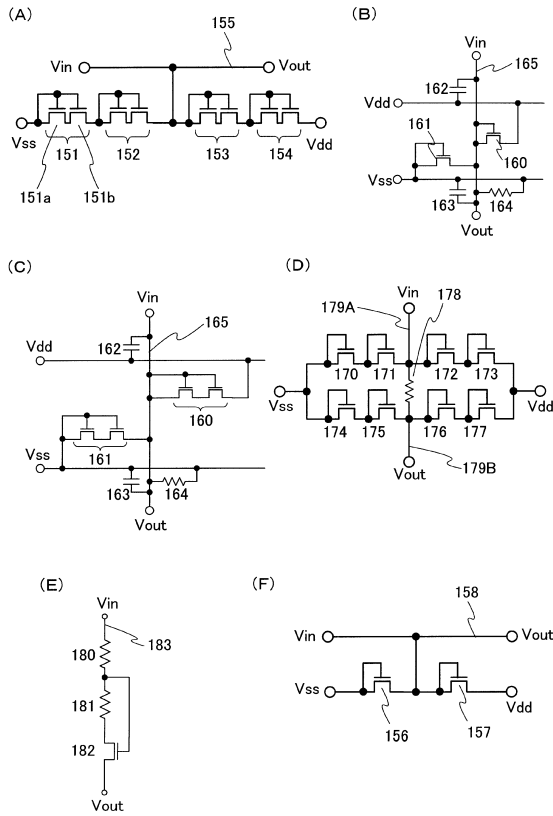 (A)
155
Vin
Vout
Vss
151
152
153
154
Vdd
151a
151b
(B)
Vin
165
162
Vdd
161
160
Vss
163
164
Vout
(C)
Vin
165
Vdd
162
160
161
Vss
163
164
Vout
(D)
178
179A
Vin
170
171
172
173
Vss
Vdd
174
175
176
177
Vout
179B
(E)
Vin
183
180
181
182
Vout
(F)
158
Vin
Vout
Vss
Vdd
156
157